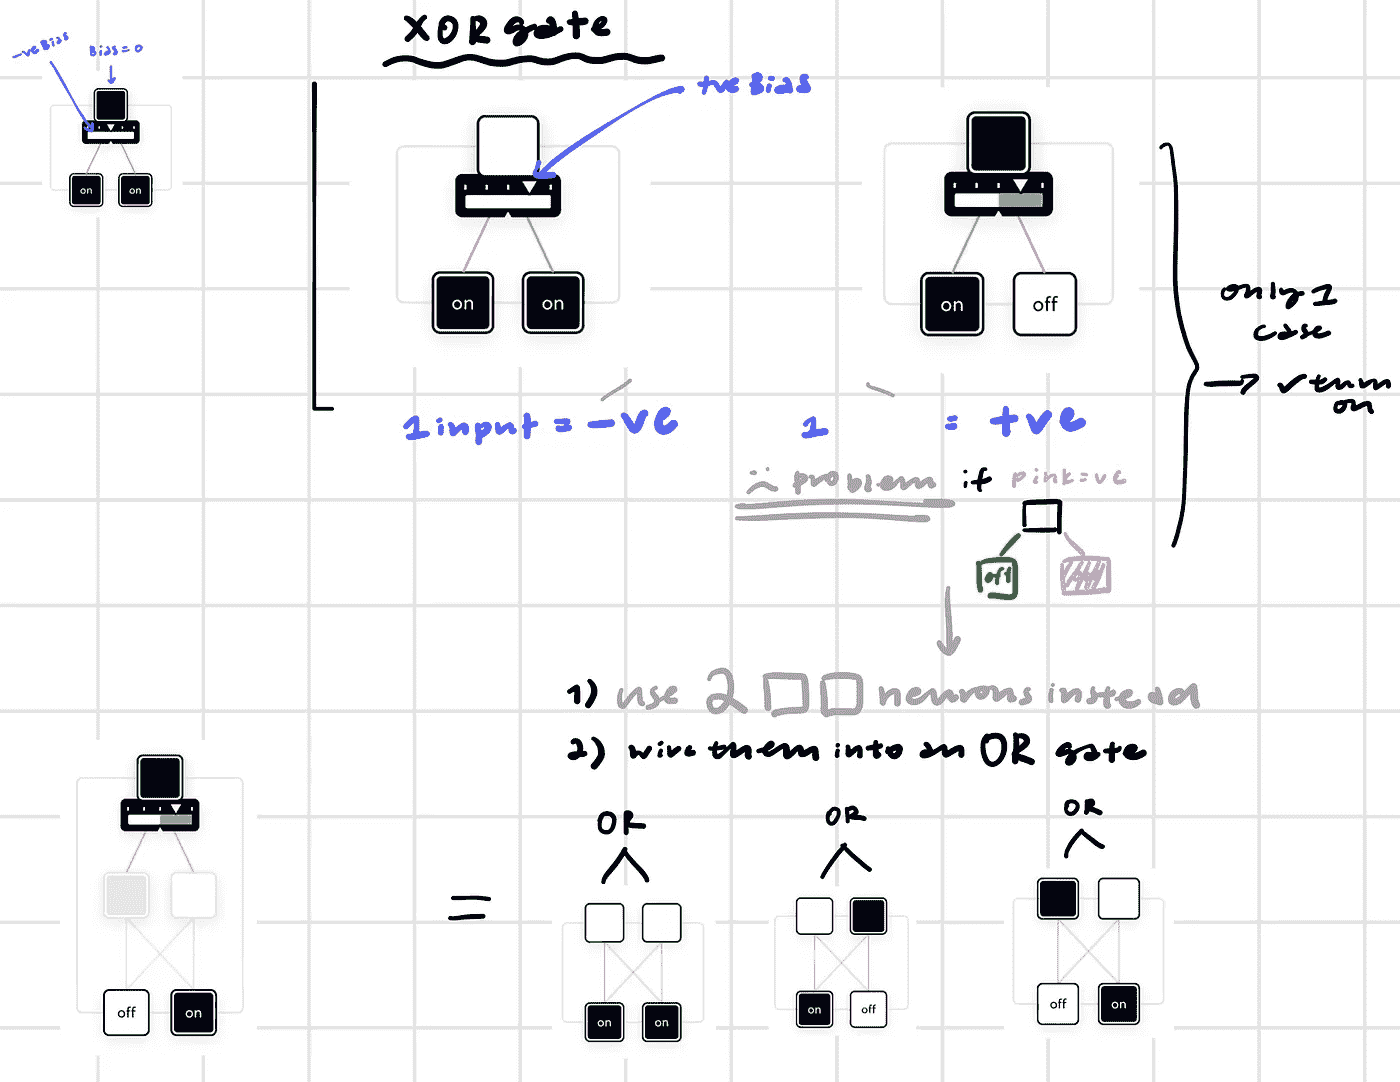 XOR gate
-ve Bias
Bias = 0
+ve Bias
on
on
on
on
on
off
only 1
case
→ ✓ turn
on
1 input = -ve
1 = +ve
problem if pink=ve
off
1) use 2 neurons instead
2) wire them into an OR gate
OR
OR
OR
=
off
on
on
on
on
off
off
on